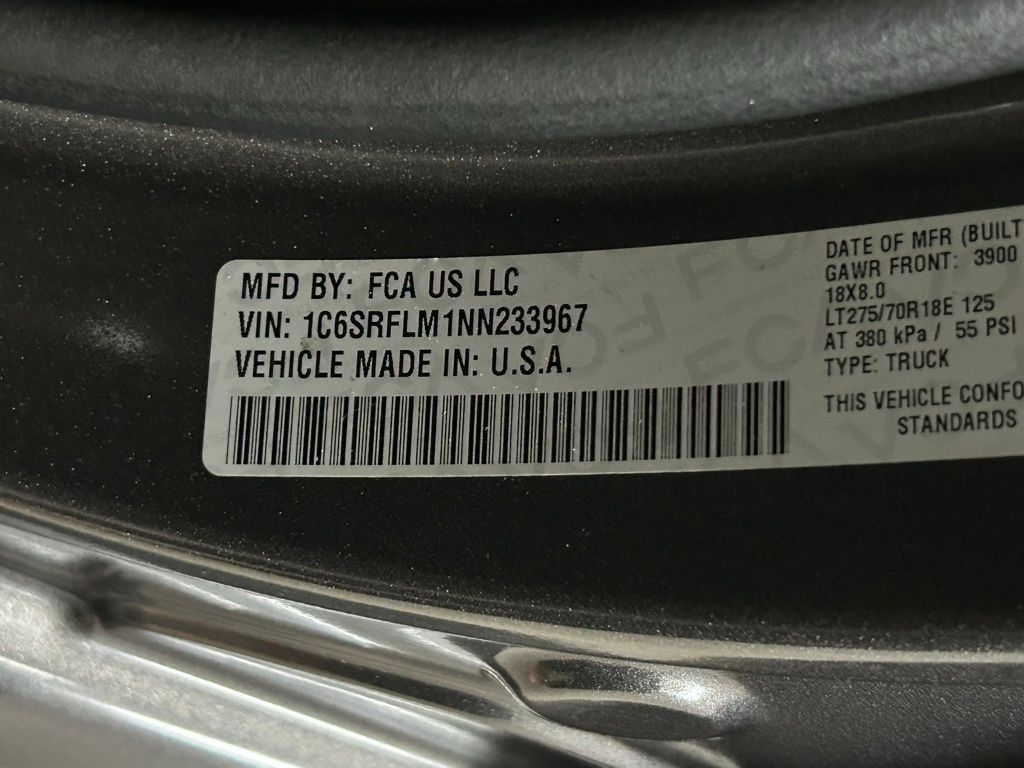 MFD BY: FCA US LLC
VIN: 1C6SRFLM1NN233967
VEHICLE MADE IN: U.S.A.
DATE OF MFR (BUILT
GAWR FRONT: 3900
18X8.0
LT275/70R18E 125
AT 380 kPa / 55 PSI
TYPE: TRUCK
THIS VEHICLE CONFO
STANDARDS